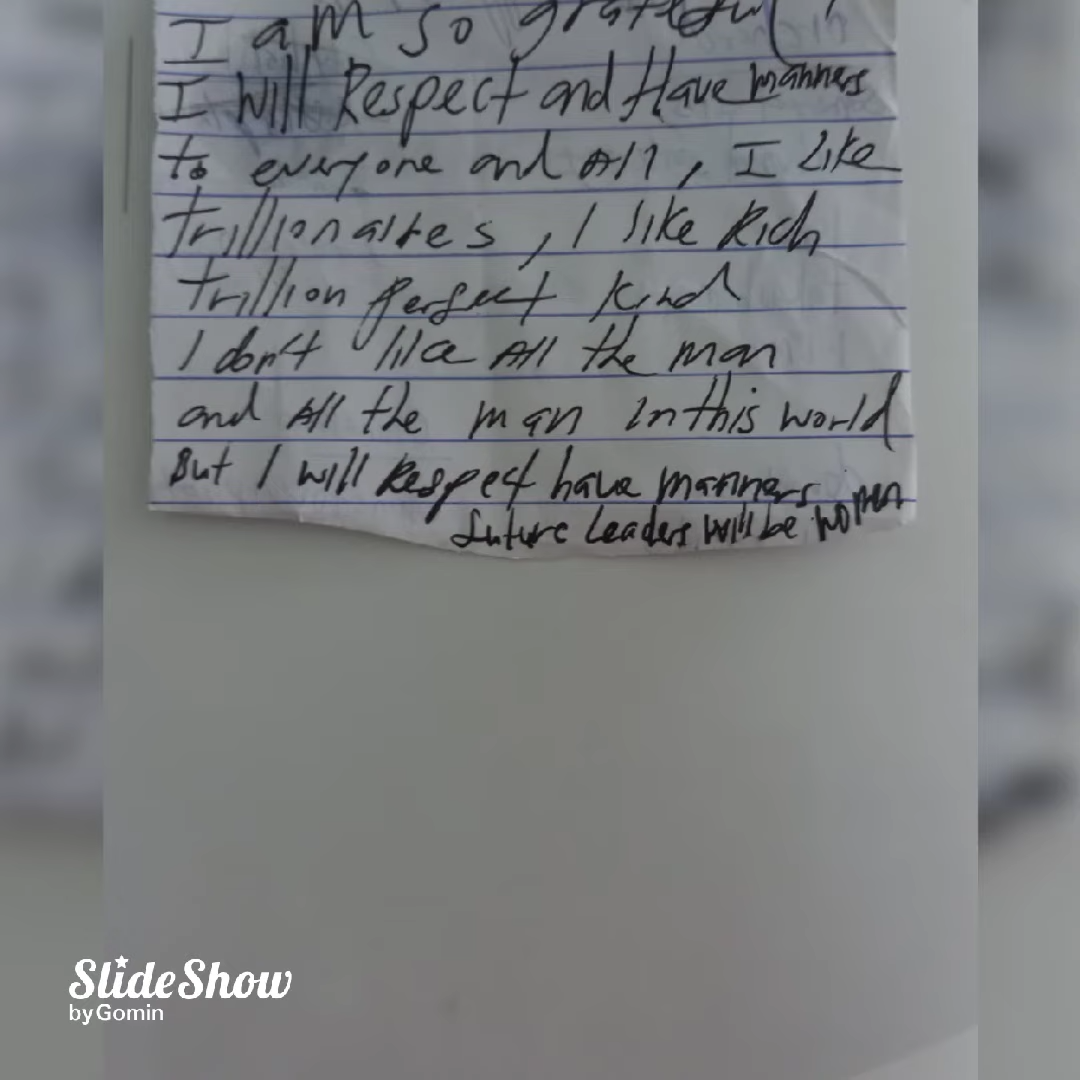 I am so grateful
I will Respect and Have manners
to everyone and All, I Like
trillionaires, I like Rich
trillion perfect kind
I don't like All the man
and All the man in this world
But I will Respect have manners
future Leaders will be women
SlideShow
by Gomin